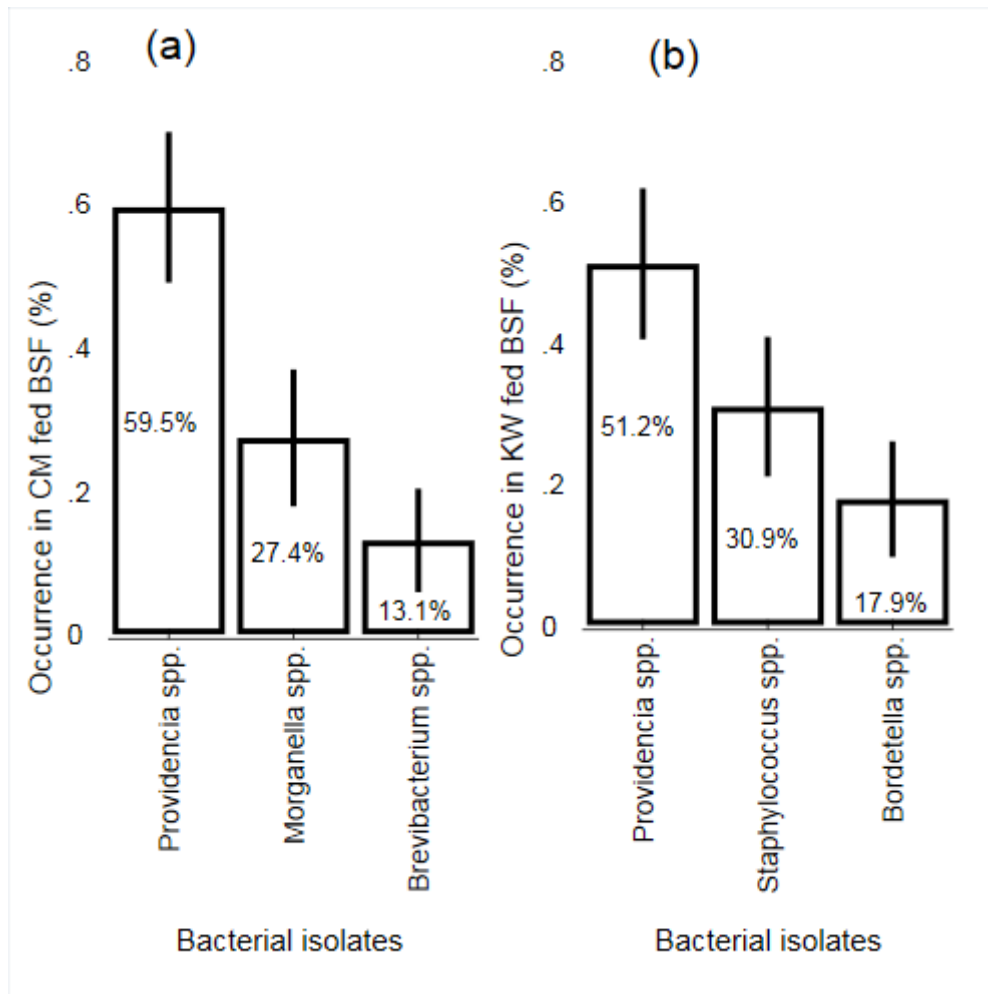 (a)
Occurrence in CM fed BSF (%)
.8
.6
.4
.2
0
59.5%
27.4%
13.1%
Providencia spp.
Morganella spp.
Brevibacterium spp.
Bacterial isolates
(b)
Occurrence in KW fed BSF (%)
.8
.6
.4
.2
0
51.2%
30.9%
17.9%
Providencia spp.
Staphylococcus spp.
Bordetella spp.
Bacterial isolates